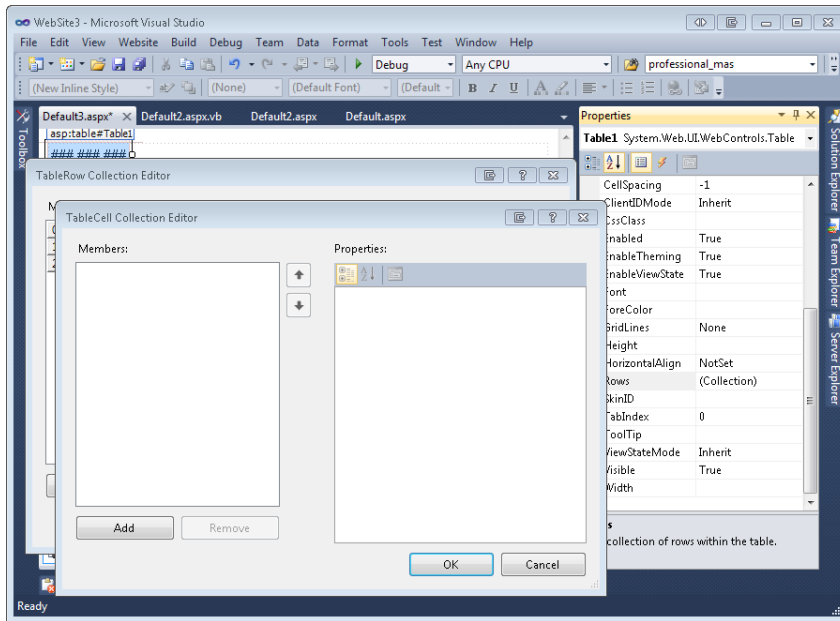 WebSite3 - Microsoft Visual Studio
File Edit View Website Build Debug Team Data Format Tools Test Window Help
Debug Any CPU professional_mas
(New Inline Style) (None) (Default Font) (Default B I U A
Default3.aspx* Default2.aspx.vb Default2.aspx Default.aspx
Toolbox
asp:table#Table1
### ### ###
Properties
Table1 System.Web.UI.WebControls.Table
CellSpacing -1
ClientIDMode Inherit
CssClass
Enabled True
EnableTheming True
EnableViewState True
Font
ForeColor
GridLines None
Height
HorizontalAlign NotSet
Rows (Collection)
SkinID
TabIndex 0
ToolTip
ViewStateMode Inherit
Visible True
Width
collection of rows within the table.
Solution Explorer
Team Explorer
Server Explorer
TableRow Collection Editor
TableCell Collection Editor
Members:
Properties:
Add Remove
OK Cancel
Ready